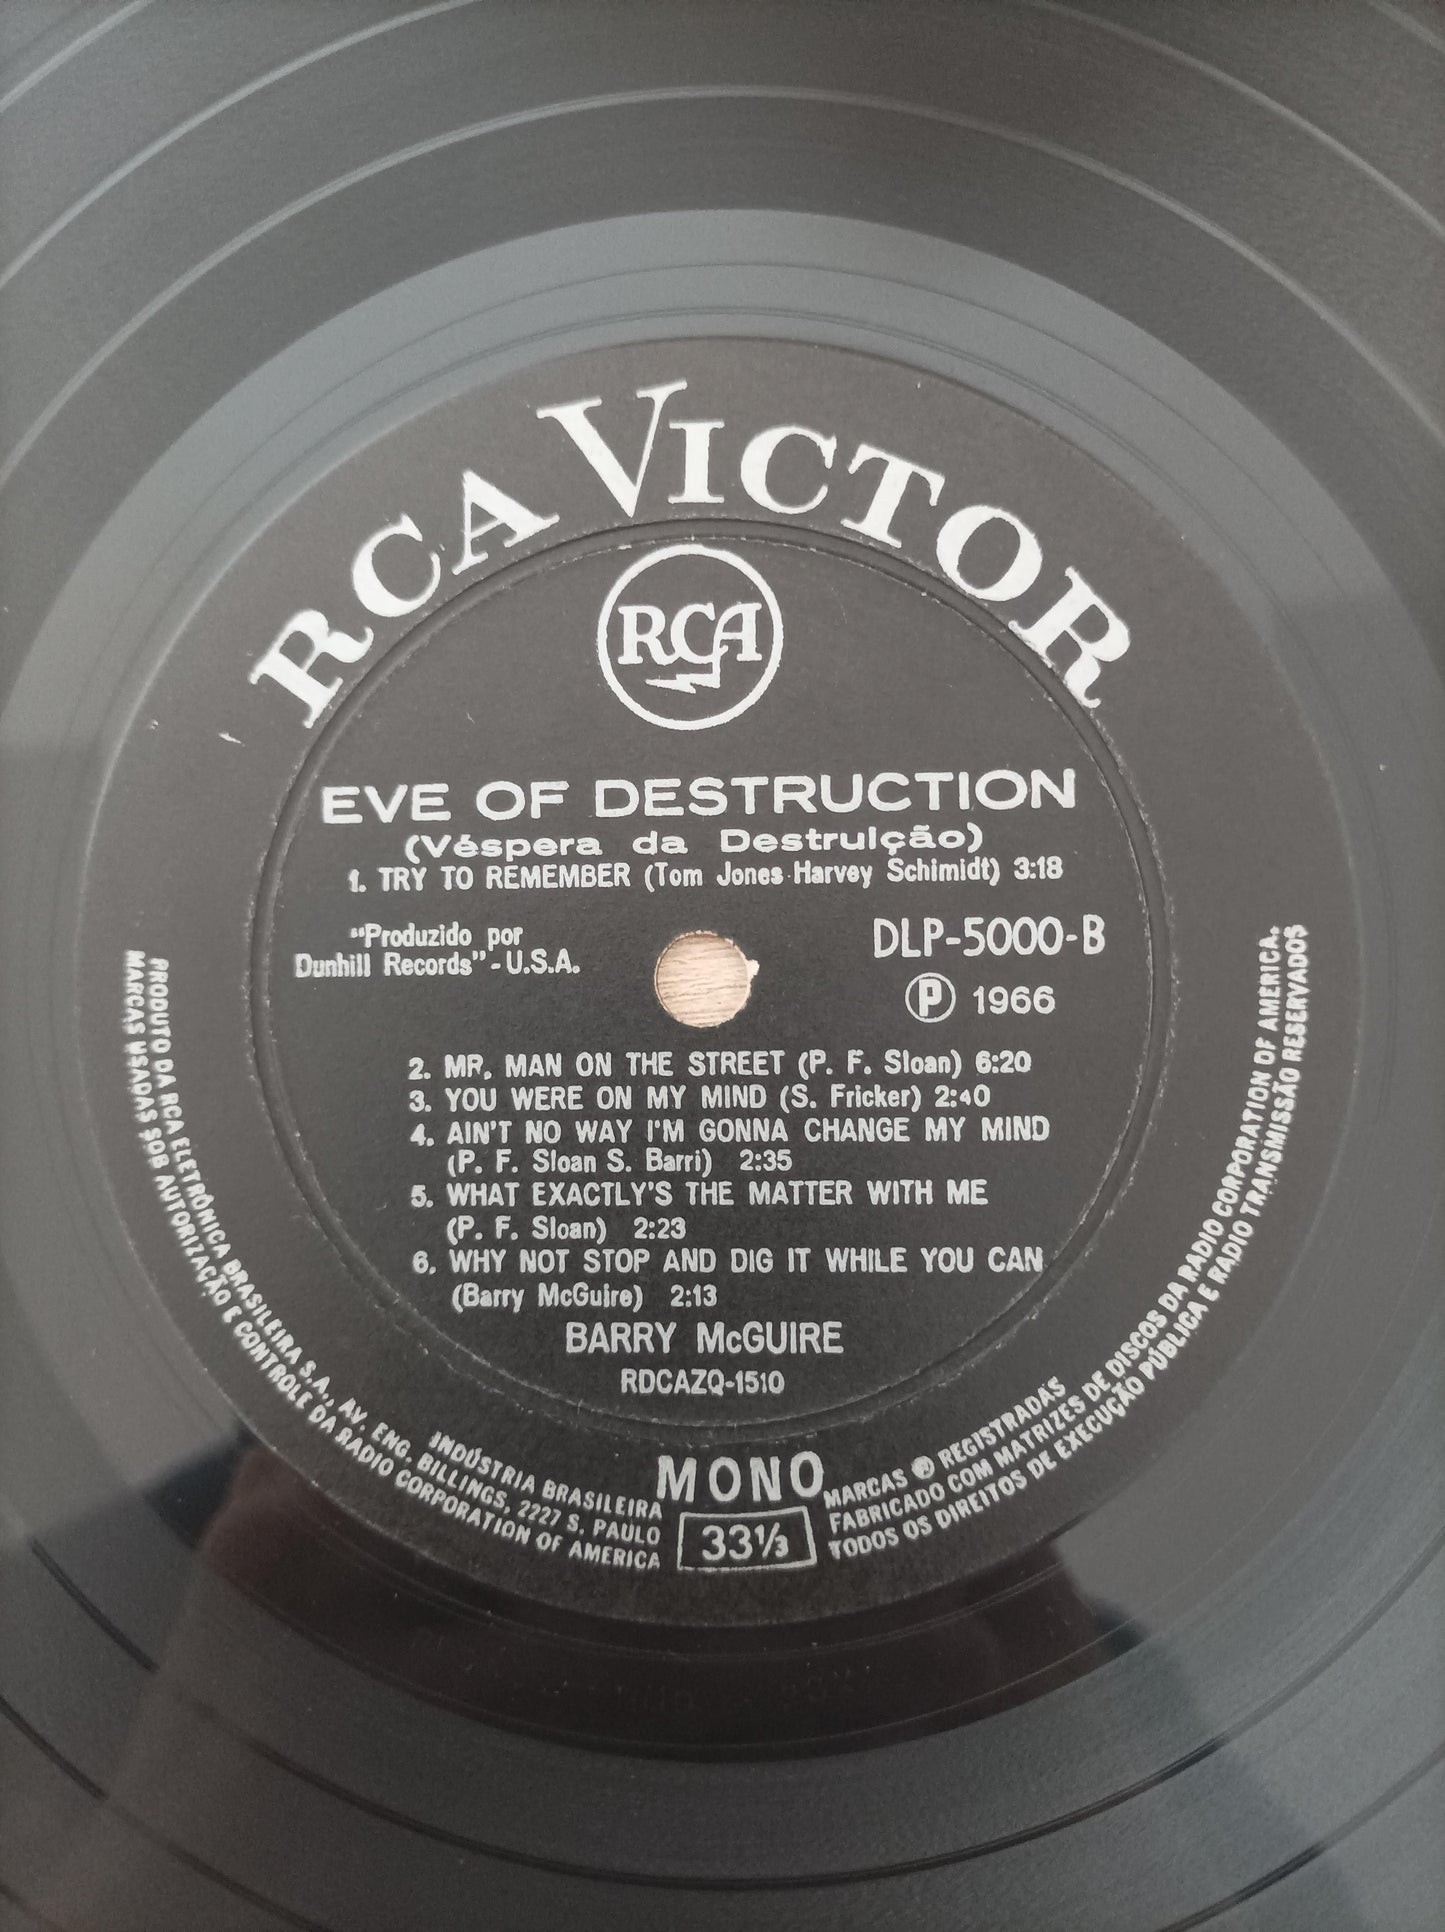 RCA VICTOR
RCA
EVE OF DESTRUCTION
(Véspera da Destruição)
1. TRY TO REMEMBER (Tom Jones-Harvey Schimidt) 3:18
"Produzido por
Dunhill Records" - U.S.A.
DLP-5000-B
Ⓟ 1966
2. MR. MAN ON THE STREET (P. F. Sloan) 6:20
3. YOU WERE ON MY MIND (S. Fricker) 2:40
4. AIN'T NO WAY I'M GONNA CHANGE MY MIND
(P. F. Sloan S. Barri) 2:35
5. WHAT EXACTLY'S THE MATTER WITH ME
(P. F. Sloan) 2:23
6. WHY NOT STOP AND DIG IT WHILE YOU CAN
(Barry McGuire) 2:13
BARRY McGUIRE
RDCAZQ-1510
MONO
33⅓
INDÚSTRIA BRASILEIRA
PRODUTO DA RCA ELETRÔNICA BRASILEIRA S.A., AV. ENG. BILLINGS, 2227 S. PAULO
MARCAS USADAS SOB AUTORIZAÇÃO E CONTROLE DA RADIO CORPORATION OF AMERICA
MARCAS ® REGISTRADAS
FABRICADO COM MATRIZES DE DISCOS DA RADIO CORPORATION OF AMERICA.
TODOS OS DIREITOS DE EXECUÇÃO PÚBLICA E RADIO TRANSMISSÃO RESERVADOS